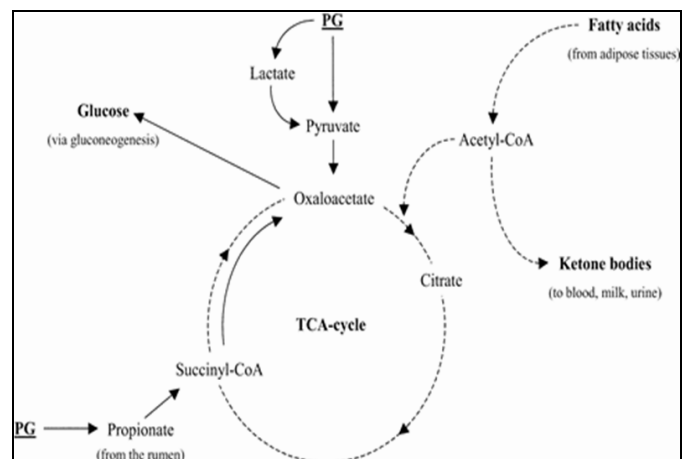 PG
Fatty acids
(from adipose tissues)
Lactate
Glucose
(via gluconeogenesis)
Pyruvate
Acetyl-CoA
Oxaloacetate
Ketone bodies
(to blood, milk, urine)
Citrate
TCA-cycle
Succinyl-CoA
PG
Propionate
(from the rumen)